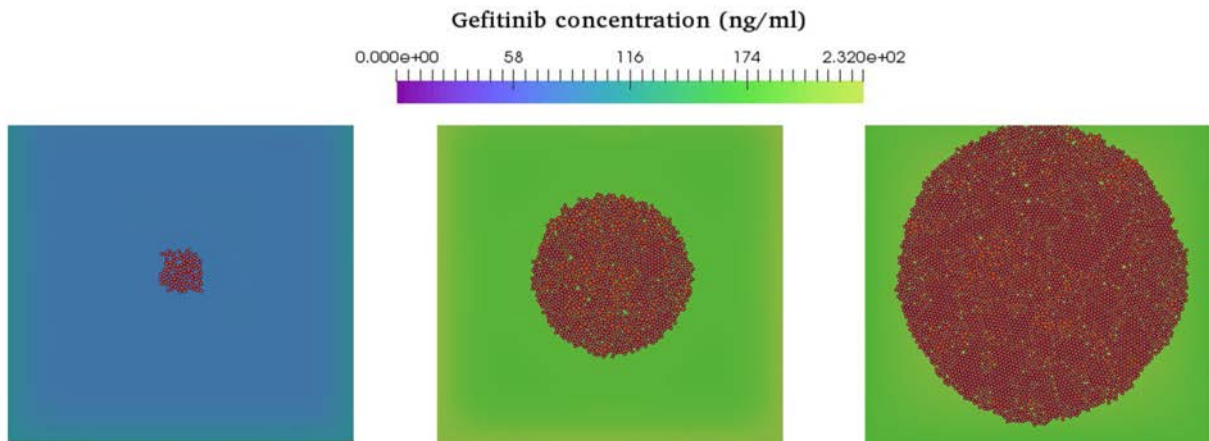 Gefitinib concentration (ng/ml)
0.000e+00 58 116 174 2.320e+02